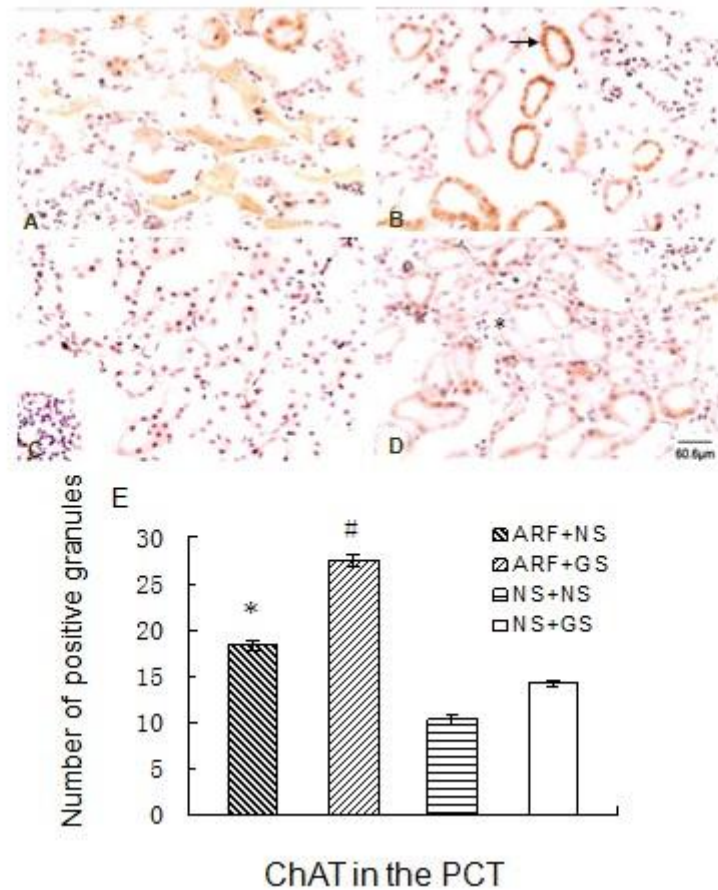 A
B
C
*
D
60.6µm
E
Number of positive granules
30
25
20
15
10
5
0
*
#
ARF+NS
ARF+GS
NS+NS
NS+GS
ChAT in the PCT